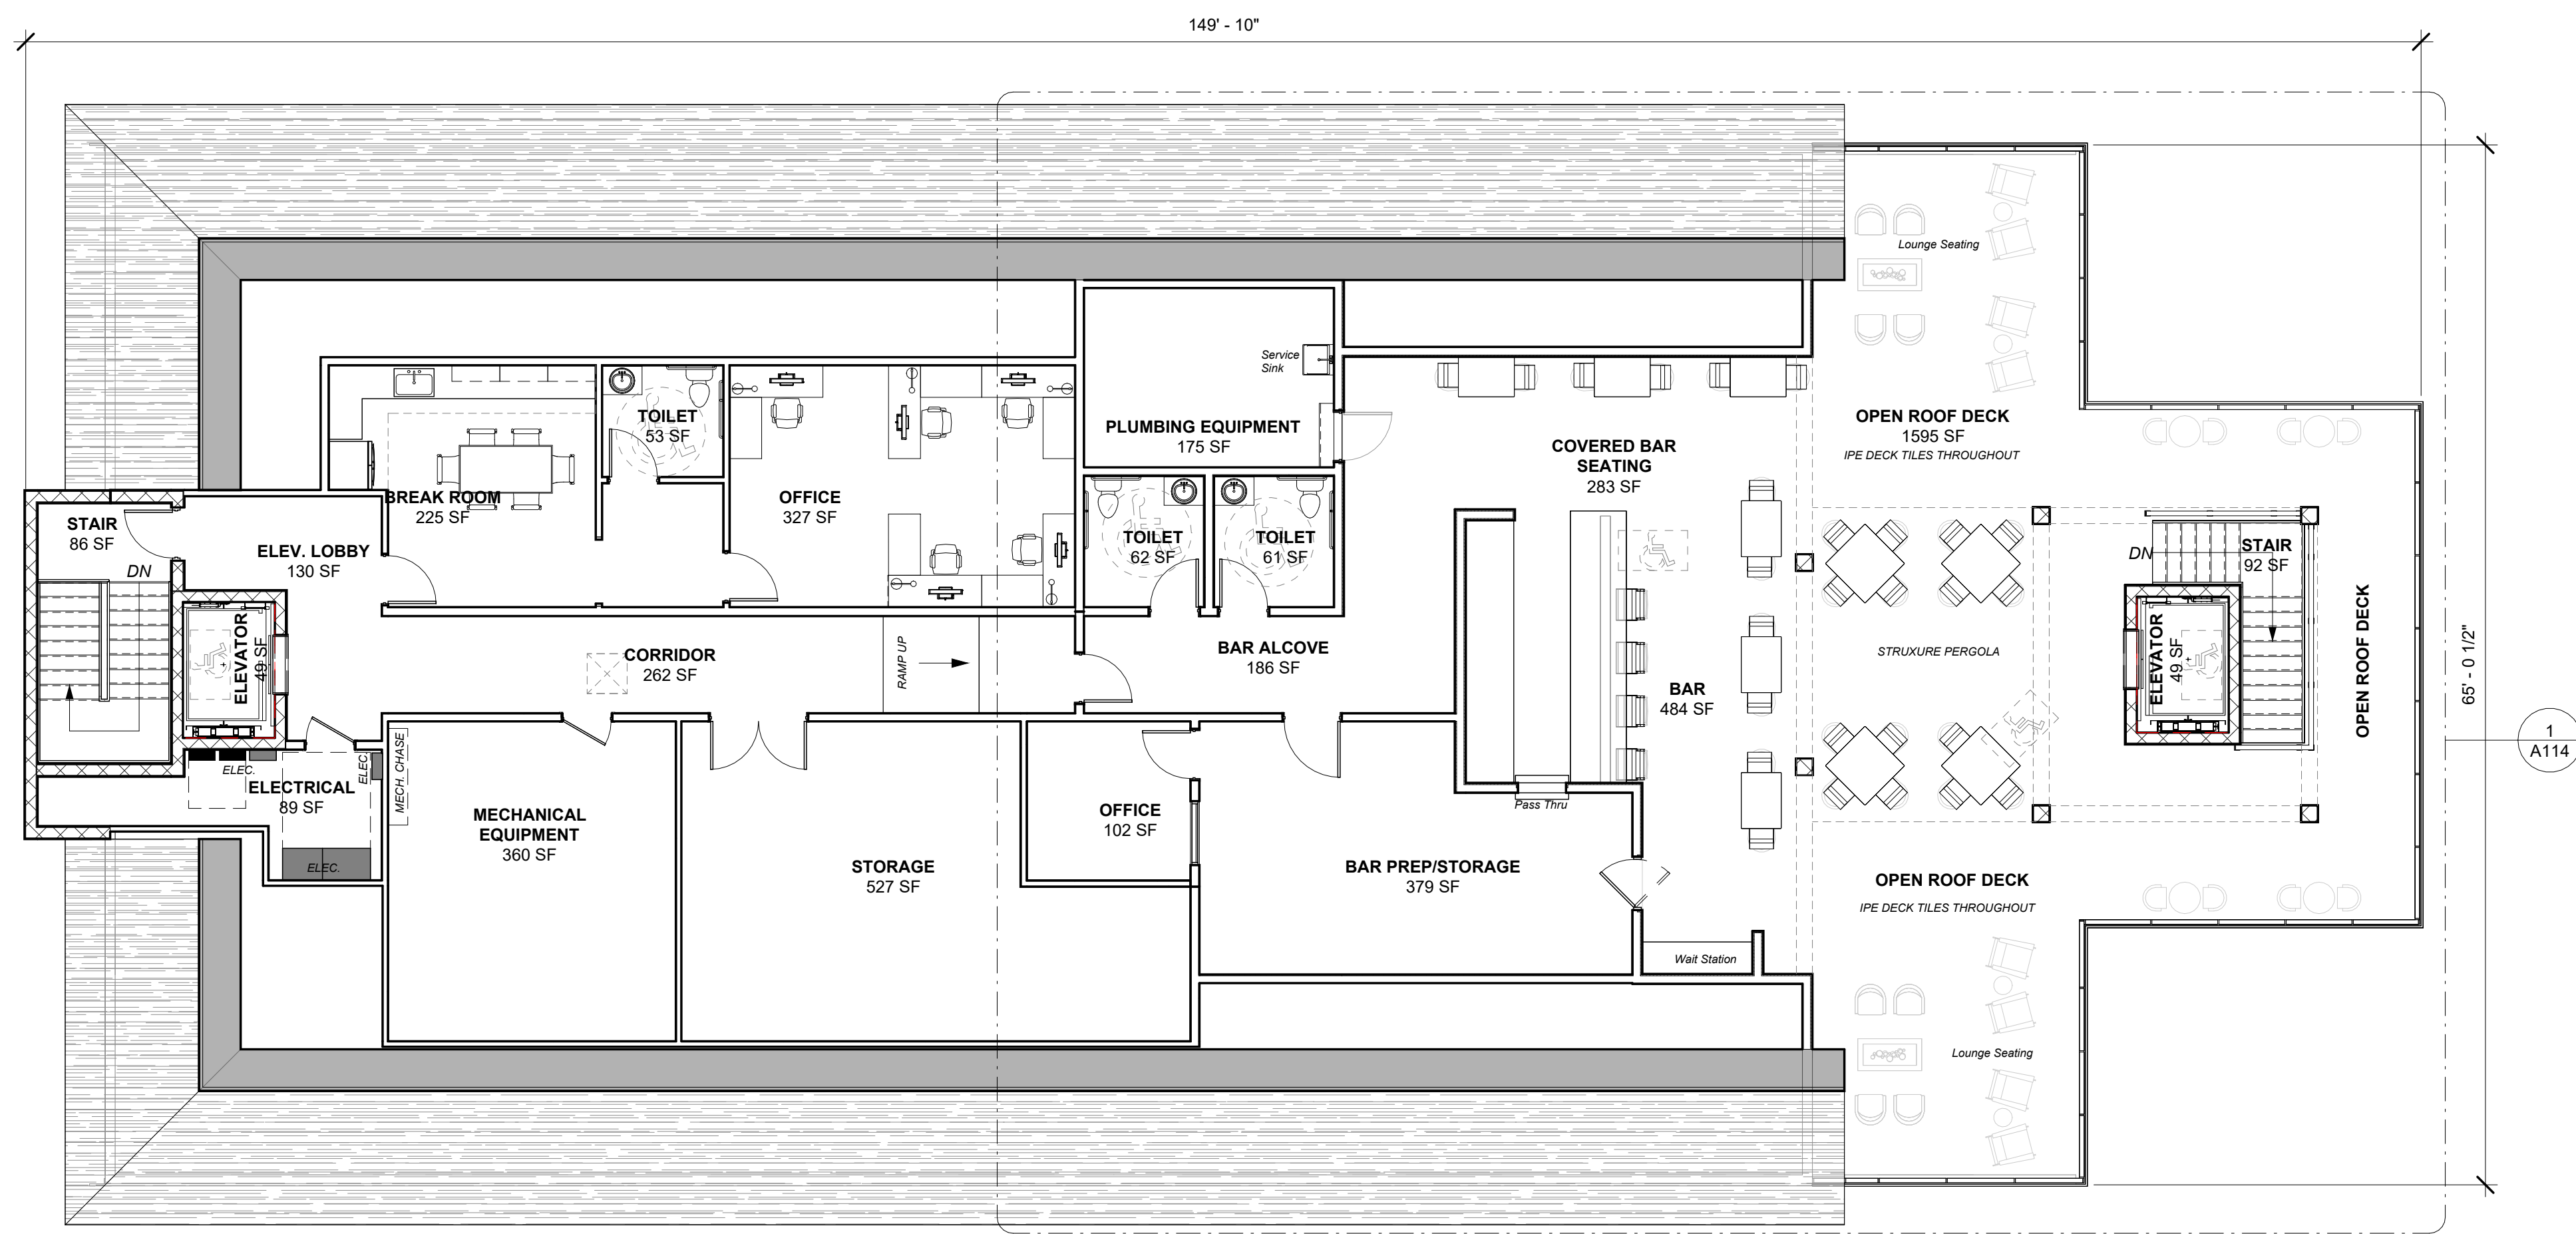 149' - 10"
Lounge Seating
Service
Sink
TOILET
53 SF
PLUMBING EQUIPMENT
175 SF
COVERED BAR
SEATING
283 SF
OPEN ROOF DECK
1595 SF
IPE DECK TILES THROUGHOUT
BREAK ROOM
225 SF
OFFICE
327 SF
STAIR
86 SF
DN
ELEV. LOBBY
130 SF
TOILET
62 SF
TOILET
61 SF
DN
STAIR
92 SF
ELEVATOR
49 SF
CORRIDOR
262 SF
RAMP UP
BAR ALCOVE
186 SF
BAR
484 SF
STRUXURE PERGOLA
ELEVATOR
49 SF
OPEN ROOF DECK
65' - 0 1/2"
1
A114
ELEC.
ELEC.
MECH. CHASE
ELECTRICAL
89 SF
ELEC.
MECHANICAL
EQUIPMENT
360 SF
STORAGE
527 SF
OFFICE
102 SF
Pass Thru
BAR PREP/STORAGE
379 SF
OPEN ROOF DECK
IPE DECK TILES THROUGHOUT
Wait Station
Lounge Seating